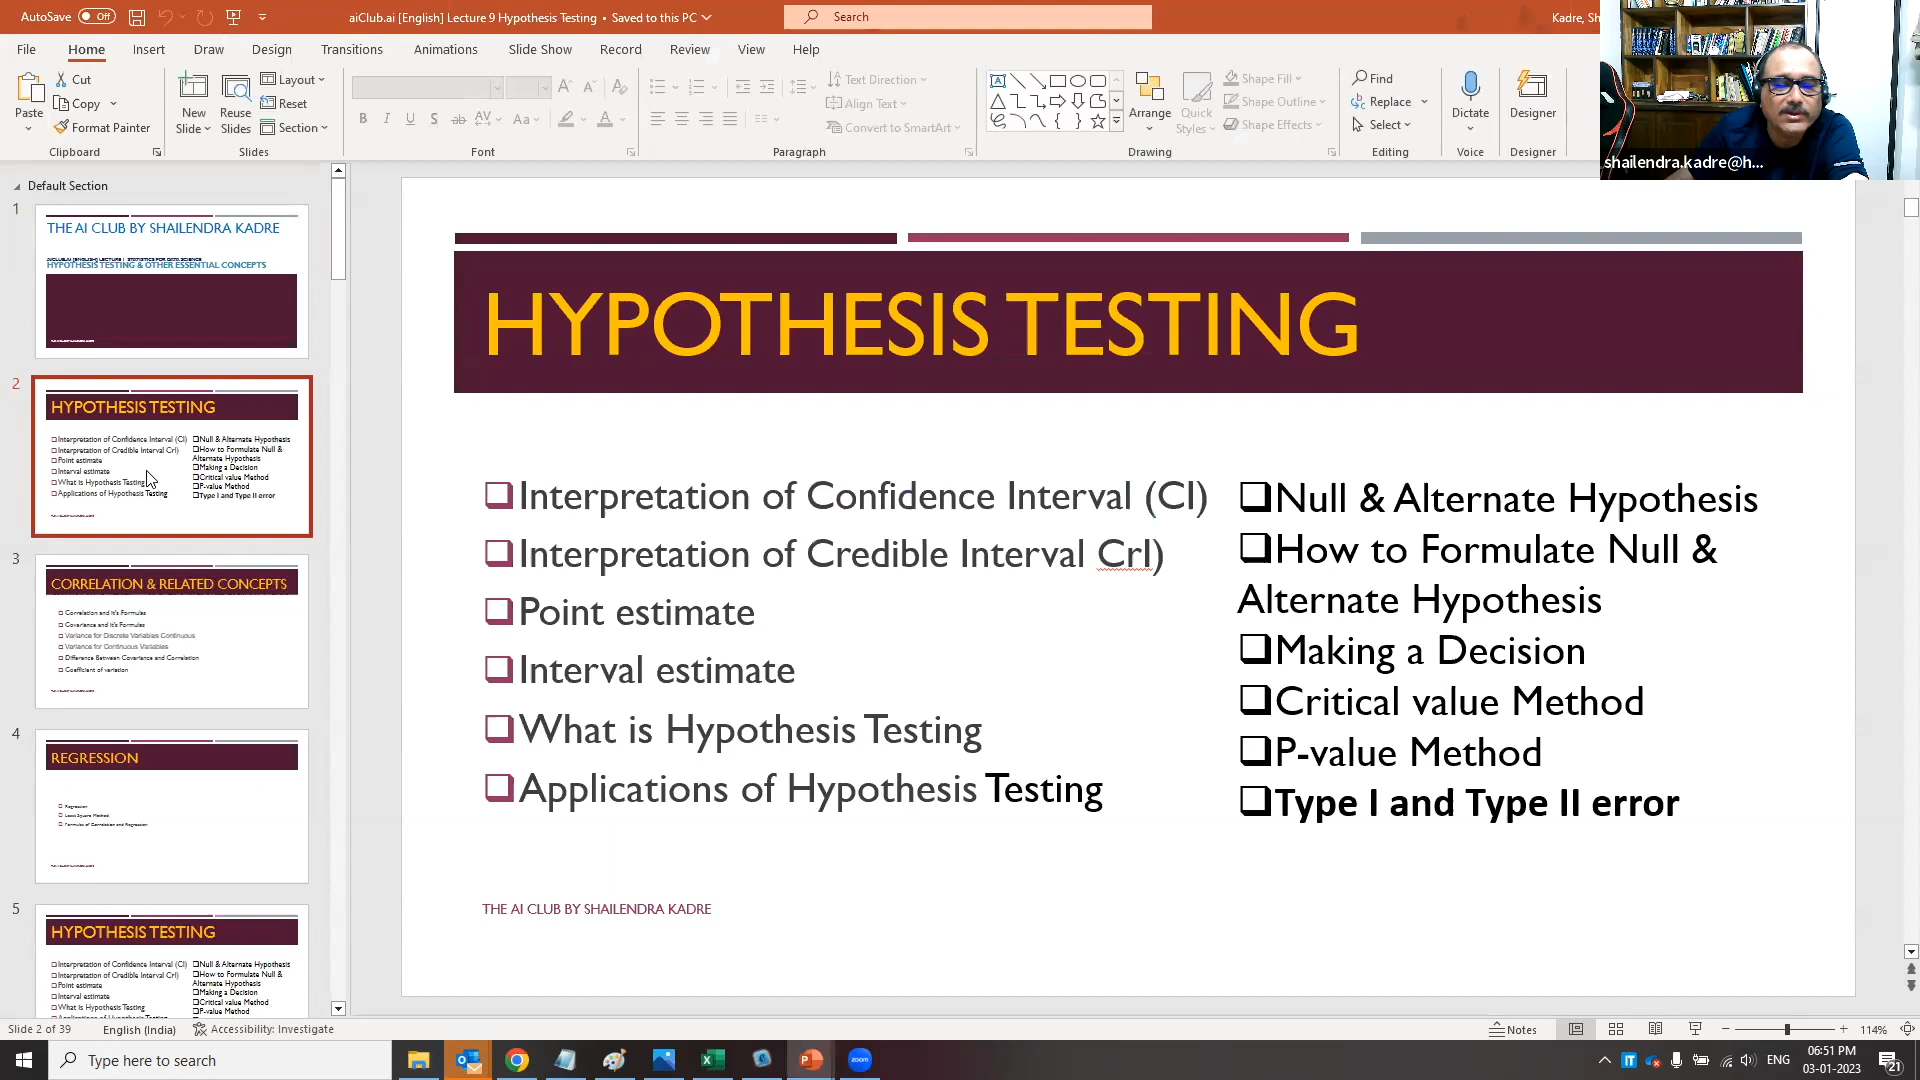 AutoSave Off
aiClub.ai [English] Lecture 9 Hypothesis Testing • Saved to this PC
Search
Kadre, Sh
File Home Insert Draw Design Transitions Animations Slide Show Record Review View Help
Paste
Cut
Copy
Format Painter
Clipboard
New Slide
Reuse Slides
Layout
Reset
Section
Slides
Font
Text Direction
Align Text
Convert to SmartArt
Paragraph
Arrange
Quick Styles
Shape Fill
Shape Outline
Shape Effects
Drawing
Find
Replace
Select
Editing
Dictate
Voice
Designer
Designer
shailendra.kadre@h...
Default Section
1
THE AI CLUB BY SHAILENDRA KADRE
HYPOTHESIS TESTING & OTHER ESSENTIAL CONCEPTS
2
HYPOTHESIS TESTING
Interpretation of Confidence Interval (CI)
Interpretation of Credible Interval CrI)
Point estimate
Interval estimate
What is Hypothesis Testing
Applications of Hypothesis Testing
Null & Alternate Hypothesis
How to Formulate Null &
Alternate Hypothesis
Making a Decision
Critical value Method
P-value Method
Type I and Type II error
3
CORRELATION & RELATED CONCEPTS
Correlation and It's Formulas
Covariance and It's Formulas
Variance for Discrete Variables Continuous
Variance for Continuous Variables
Difference Between Covariance and Correlation
Coefficient of variation
4
REGRESSION
Regression
Least Square Method
Formulas of Correlation and Regression
5
HYPOTHESIS TESTING
Interpretation of Confidence Interval (CI)
Interpretation of Credible Interval CrI)
Point estimate
Interval estimate
What is Hypothesis Testing
Null & Alternate Hypothesis
How to Formulate Null &
Alternate Hypothesis
Making a Decision
Critical value Method
P-value Method
HYPOTHESIS TESTING
Interpretation of Confidence Interval (CI)
Interpretation of Credible Interval CrI)
Point estimate
Interval estimate
What is Hypothesis Testing
Applications of Hypothesis Testing
Null & Alternate Hypothesis
How to Formulate Null &
Alternate Hypothesis
Making a Decision
Critical value Method
P-value Method
Type I and Type II error
THE AI CLUB BY SHAILENDRA KADRE
Slide 2 of 39 English (India) Accessibility: Investigate
Notes
114%
Type here to search
zoom
ENG
06:51 PM
03-01-2023
21